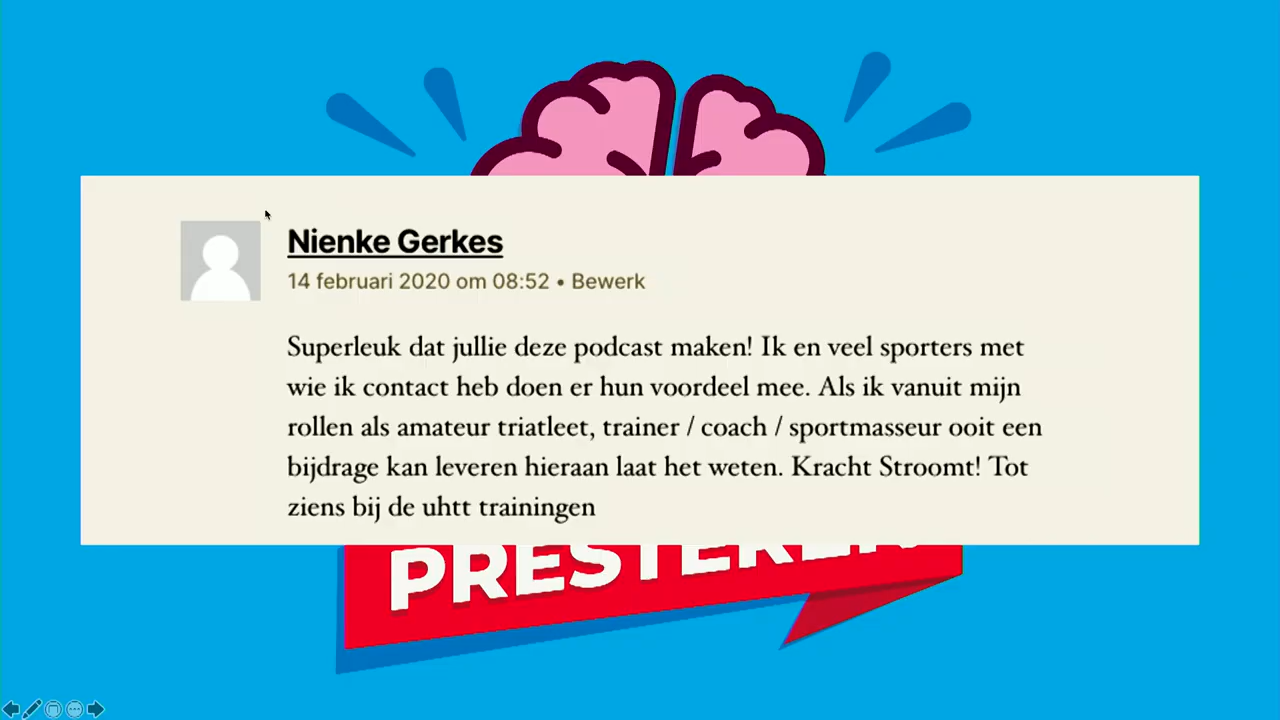 Nienke Gerkes
14 februari 2020 om 08:52 • Bewerk
Superleuk dat jullie deze podcast maken! Ik en veel sporters met
wie ik contact heb doen er hun voordeel mee. Als ik vanuit mijn
rollen als amateur triatleet, trainer / coach / sportmasseur ooit een
bijdrage kan leveren hieraan laat het weten. Kracht Stroomt! Tot
ziens bij de uhtt trainingen
PRESTEREN